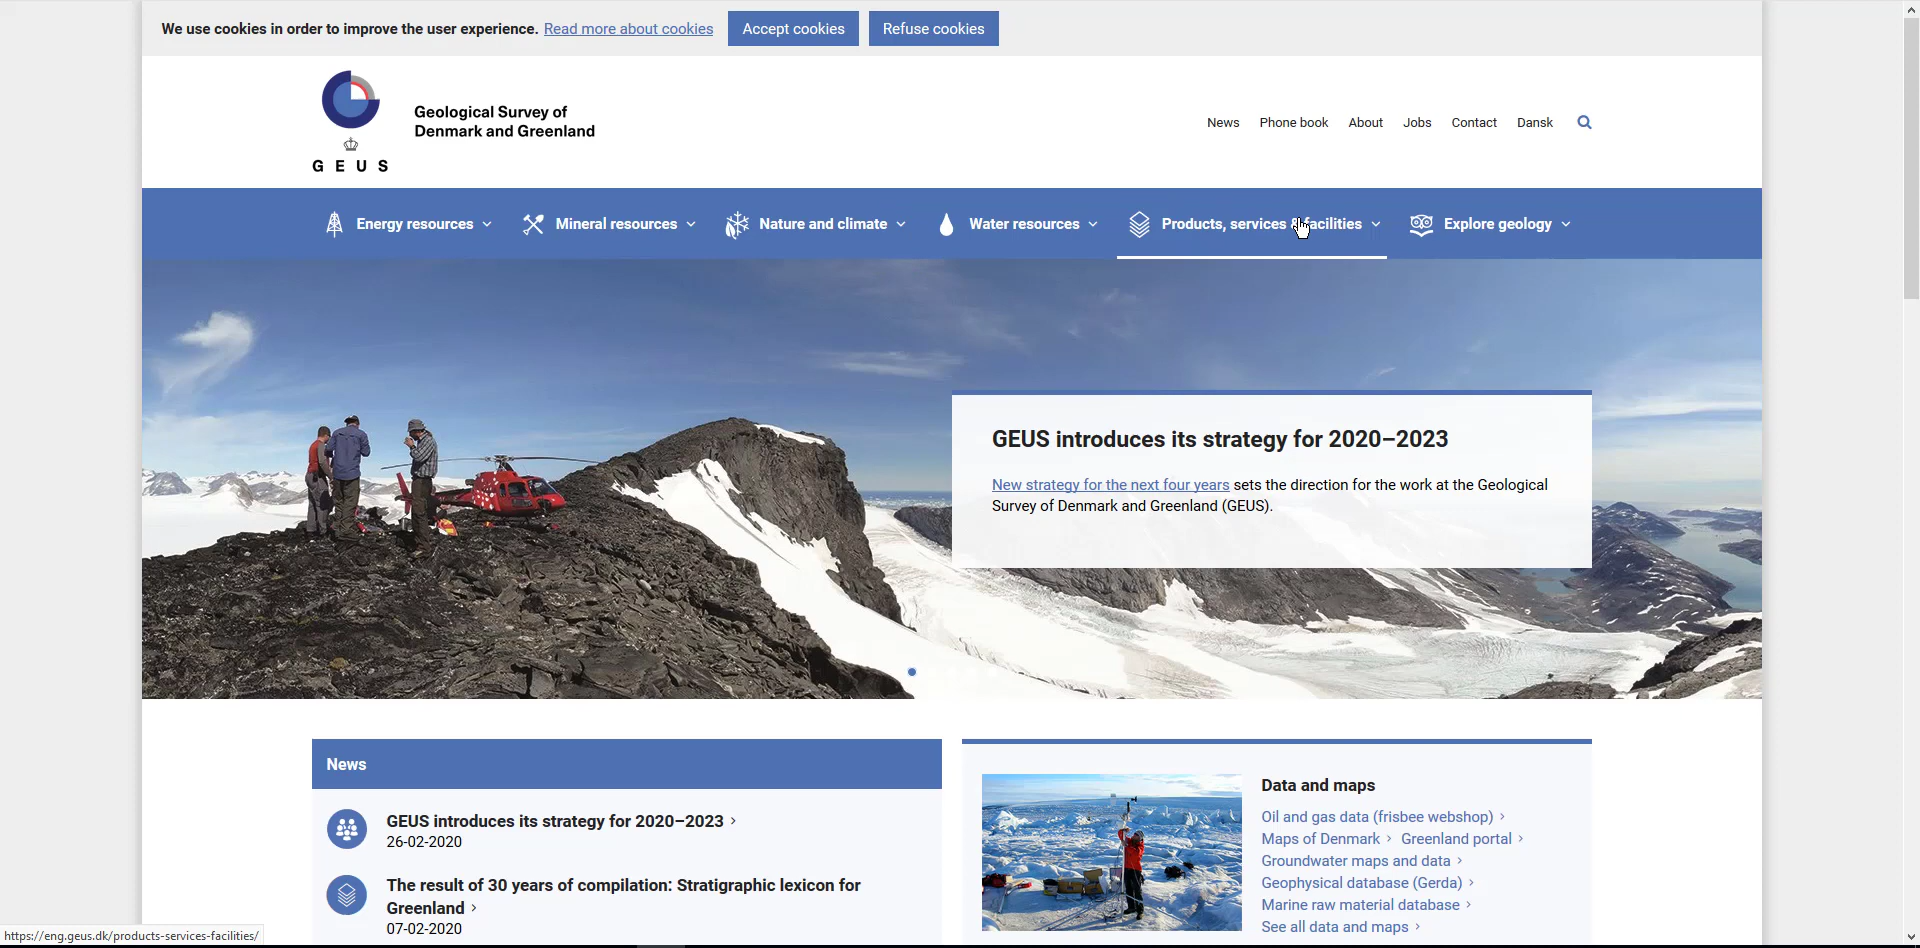 We use cookies in order to improve the user experience. Read more about cookies Accept cookies Refuse cookies
Geological Survey of
Denmark and Greenland
G E U S
News Phone book About Jobs Contact Dansk
Energy resources Mineral resources Nature and climate Water resources Products, services & facilities Explore geology
GEUS introduces its strategy for 2020–2023
New strategy for the next four years sets the direction for the work at the Geological
Survey of Denmark and Greenland (GEUS).
News
GEUS introduces its strategy for 2020–2023 ›
26-02-2020
The result of 30 years of compilation: Stratigraphic lexicon for
Greenland ›
07-02-2020
Data and maps
Oil and gas data (frisbee webshop) ›
Maps of Denmark › Greenland portal ›
Groundwater maps and data ›
Geophysical database (Gerda) ›
Marine raw material database ›
See all data and maps ›
https://eng.geus.dk/products-services-facilities/